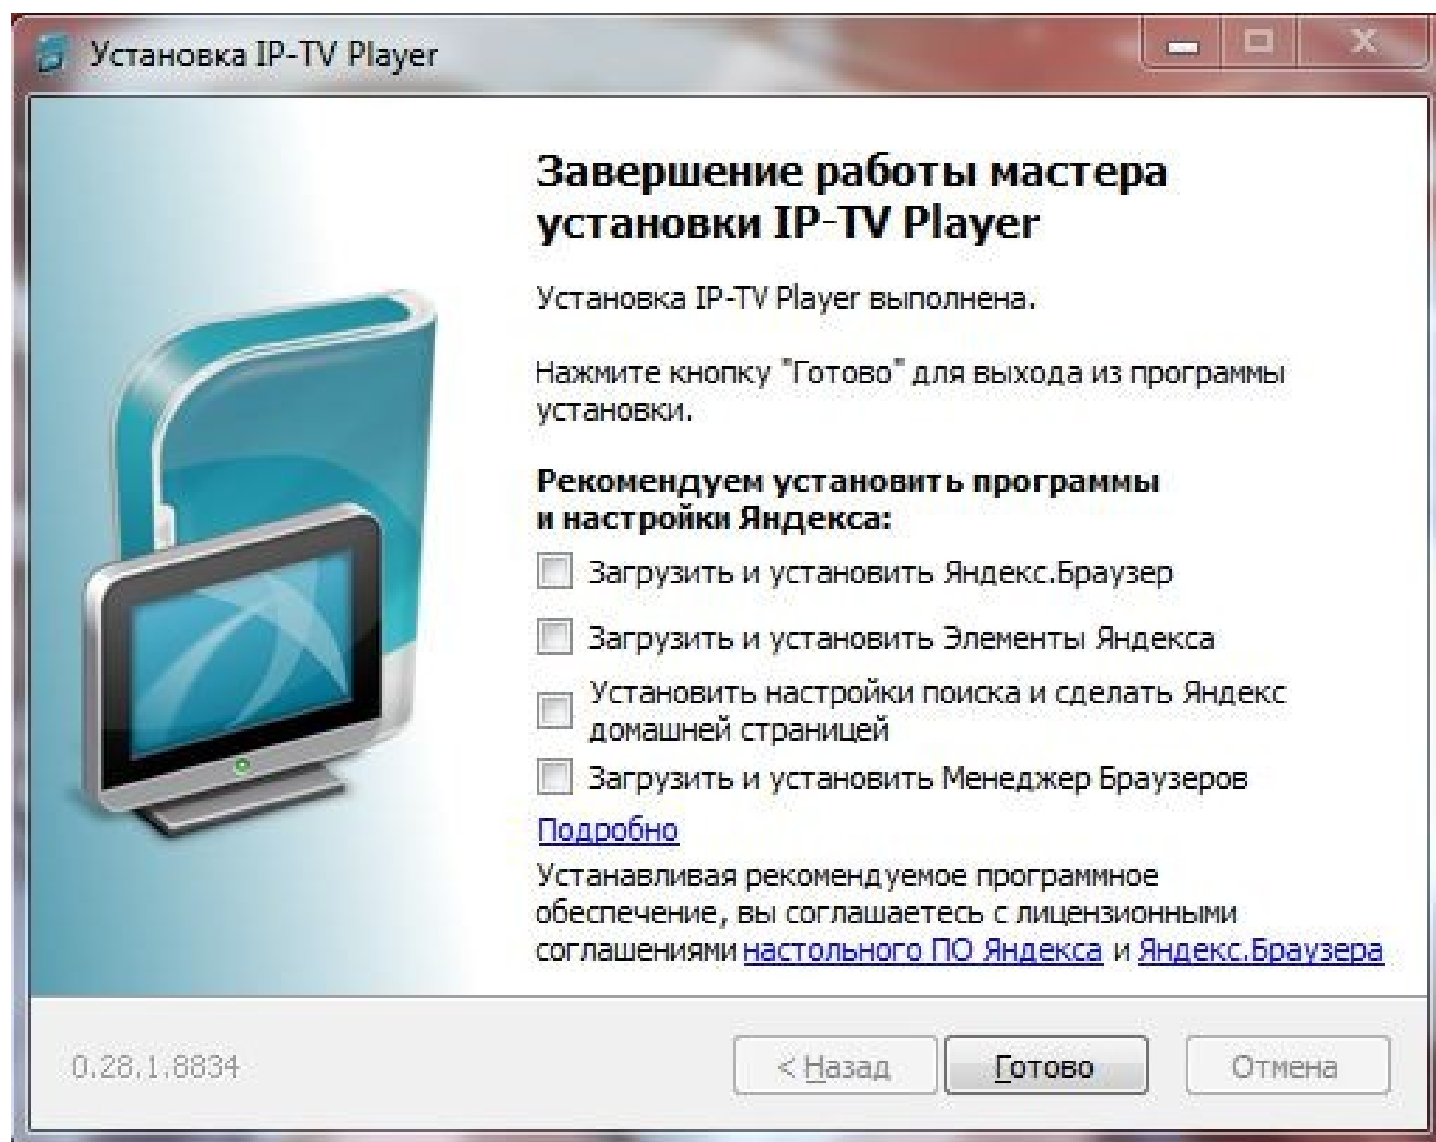 Установка IP-TV Player
Завершение работы мастера
установки IP-TV Player
Установка IP-TV Player выполнена.
Нажмите кнопку "Готово" для выхода из программы
установки.
Рекомендуем установить программы
и настройки Яндекса:
Загрузить и установить Яндекс.Браузер
Загрузить и установить Элементы Яндекса
Установить настройки поиска и сделать Яндекс
домашней страницей
Загрузить и установить Менеджер Браузеров
Подробно
Устанавливая рекомендуемое программное
обеспечение, вы соглашаетесь с лицензионными
соглашениями настольного ПО Яндекса и Яндекс.Браузера
0.28.1.8834
< Назад
Готово
Отмена